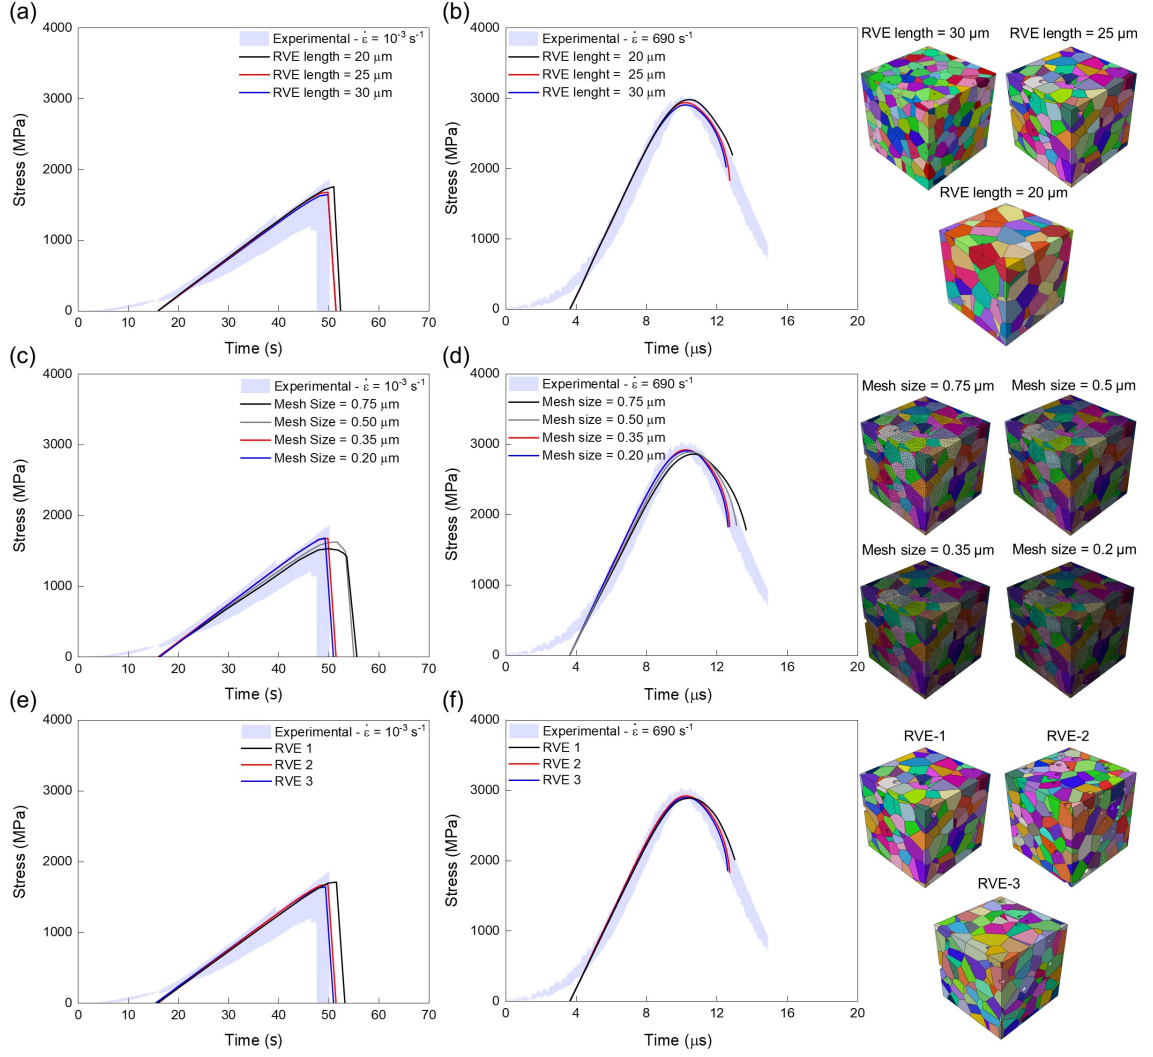 (a)
4000
3000
2000
1000
0
Stress (MPa)
Experimental - ε̇ = 10⁻³ s⁻¹
RVE length = 20 μm
RVE length = 25 μm
RVE length = 30 μm
0 10 20 30 40 50 60 70
Time (s)
(b)
4000
3000
2000
1000
0
Stress (MPa)
Experimental - ε̇ = 690 s⁻¹
RVE lenght = 20 μm
RVE lenght = 25 μm
RVE lenght = 30 μm
0 4 8 12 16 20
Time (μs)
RVE length = 30 μm
RVE length = 25 μm
RVE length = 20 μm
(c)
4000
3000
2000
1000
0
Stress (MPa)
Experimental - ε̇ = 10⁻³ s⁻¹
Mesh Size = 0.75 μm
Mesh Size = 0.50 μm
Mesh Size = 0.35 μm
Mesh Size = 0.20 μm
0 10 20 30 40 50 60 70
Time (s)
(d)
4000
3000
2000
1000
0
Stress (MPa)
Experimental - ε̇ = 690 s⁻¹
Mesh size = 0.75 μm
Mesh size = 0.50 μm
Mesh size = 0.35 μm
Mesh size = 0.20 μm
0 4 8 12 16 20
Time (μs)
Mesh size = 0.75 μm
Mesh size = 0.5 μm
Mesh size = 0.35 μm
Mesh size = 0.2 μm
(e)
4000
3000
2000
1000
0
Stress (MPa)
Experimental - ε̇ = 10⁻³ s⁻¹
RVE 1
RVE 2
RVE 3
0 10 20 30 40 50 60 70
Time (s)
(f)
4000
3000
2000
1000
0
Stress (MPa)
Experimental - ε̇ = 690 s⁻¹
RVE 1
RVE 2
RVE 3
0 4 8 12 16 20
Time (μs)
RVE-1
RVE-2
RVE-3